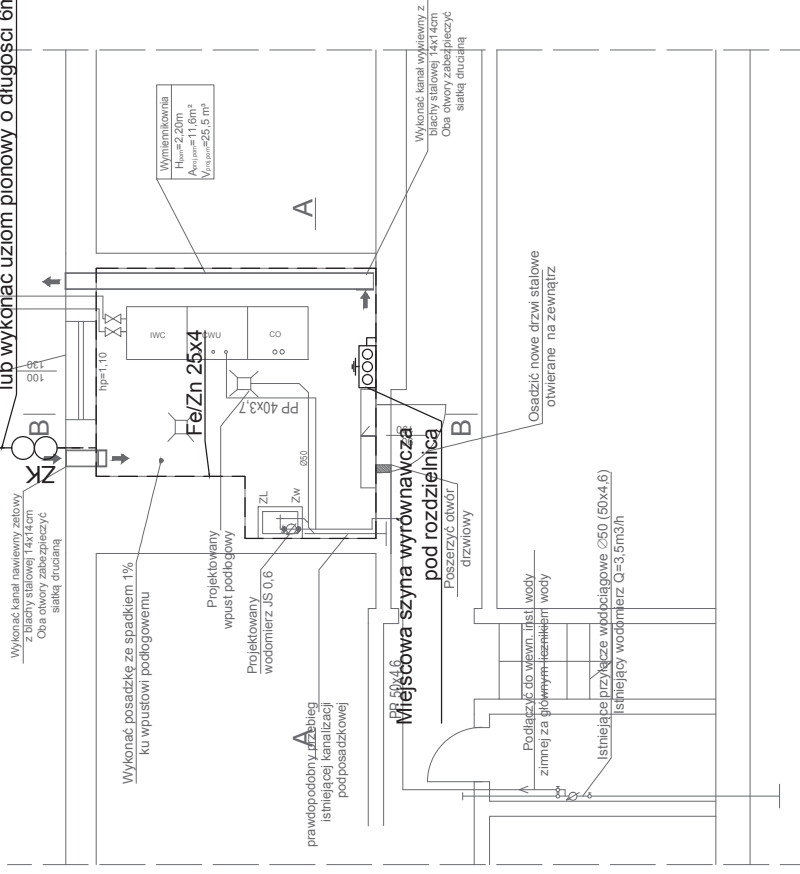 lub wykonać uziom pionowy o długości 6m
Wymiennikownia
Hpom=2,20m
Aproj.pom=11,6m²
Vproj.pom=25,5 m³
Wykonać kanał wywiewny z
blachy stalowej 14x14cm
Oba otwory zabezpieczyć
siatką drucianą
A
130
100
hp=1,10
IWC
CWU
CO
Fe/Zn 25x4
PP 40x3,7
Ø50
B
ZK
Wykonać kanał nawiewny zetowy
z blachy stalowej 14x14cm
Oba otwory zabezpieczyć
siatką drucianą
ZL
Zw
Osadzić nowe drzwi stalowe
otwierane na zewnątrz
B
Miejscowa szyna wyrównawcza
pod rozdzielnicą
Poszerzyć otwór
drzwiowy
Projektowany
wpust podłogowy
Projektowany
wodomierz JS 0,6
Wykonać posadzkę ze spadkiem 1%
ku wpustowi podłogowemu
A
prawdopodobny przebieg
istniejącej kanalizacji
podposadzkowej
PP 50x4,6
Podłączyć do wewn. inst. wody
zimnej za głównym licznikiem wody
Istniejące przyłącze wodociągowe ∅50 (50x4,6)
Istniejący wodomierz Q=3,5m3/h